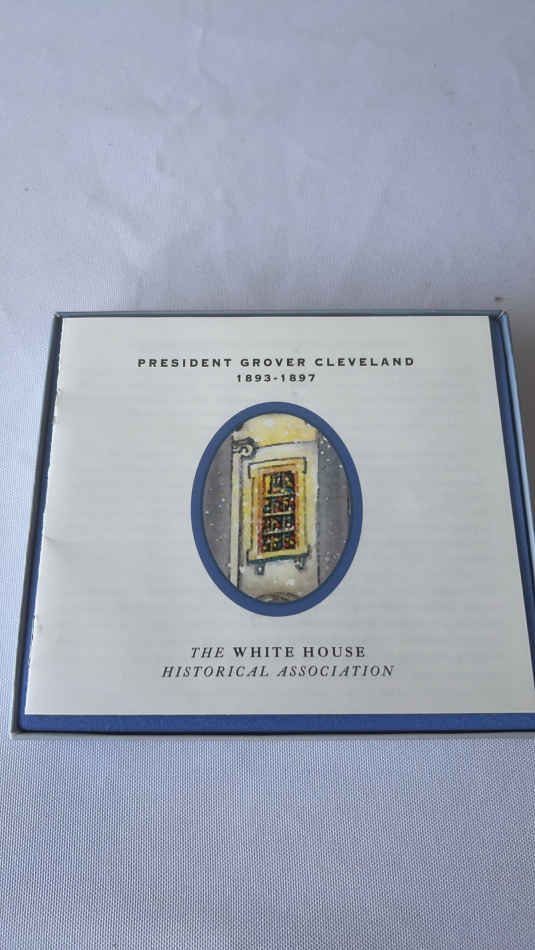 PRESIDENT GROVER CLEVELAND
1893-1897
THE WHITE HOUSE
HISTORICAL ASSOCIATION